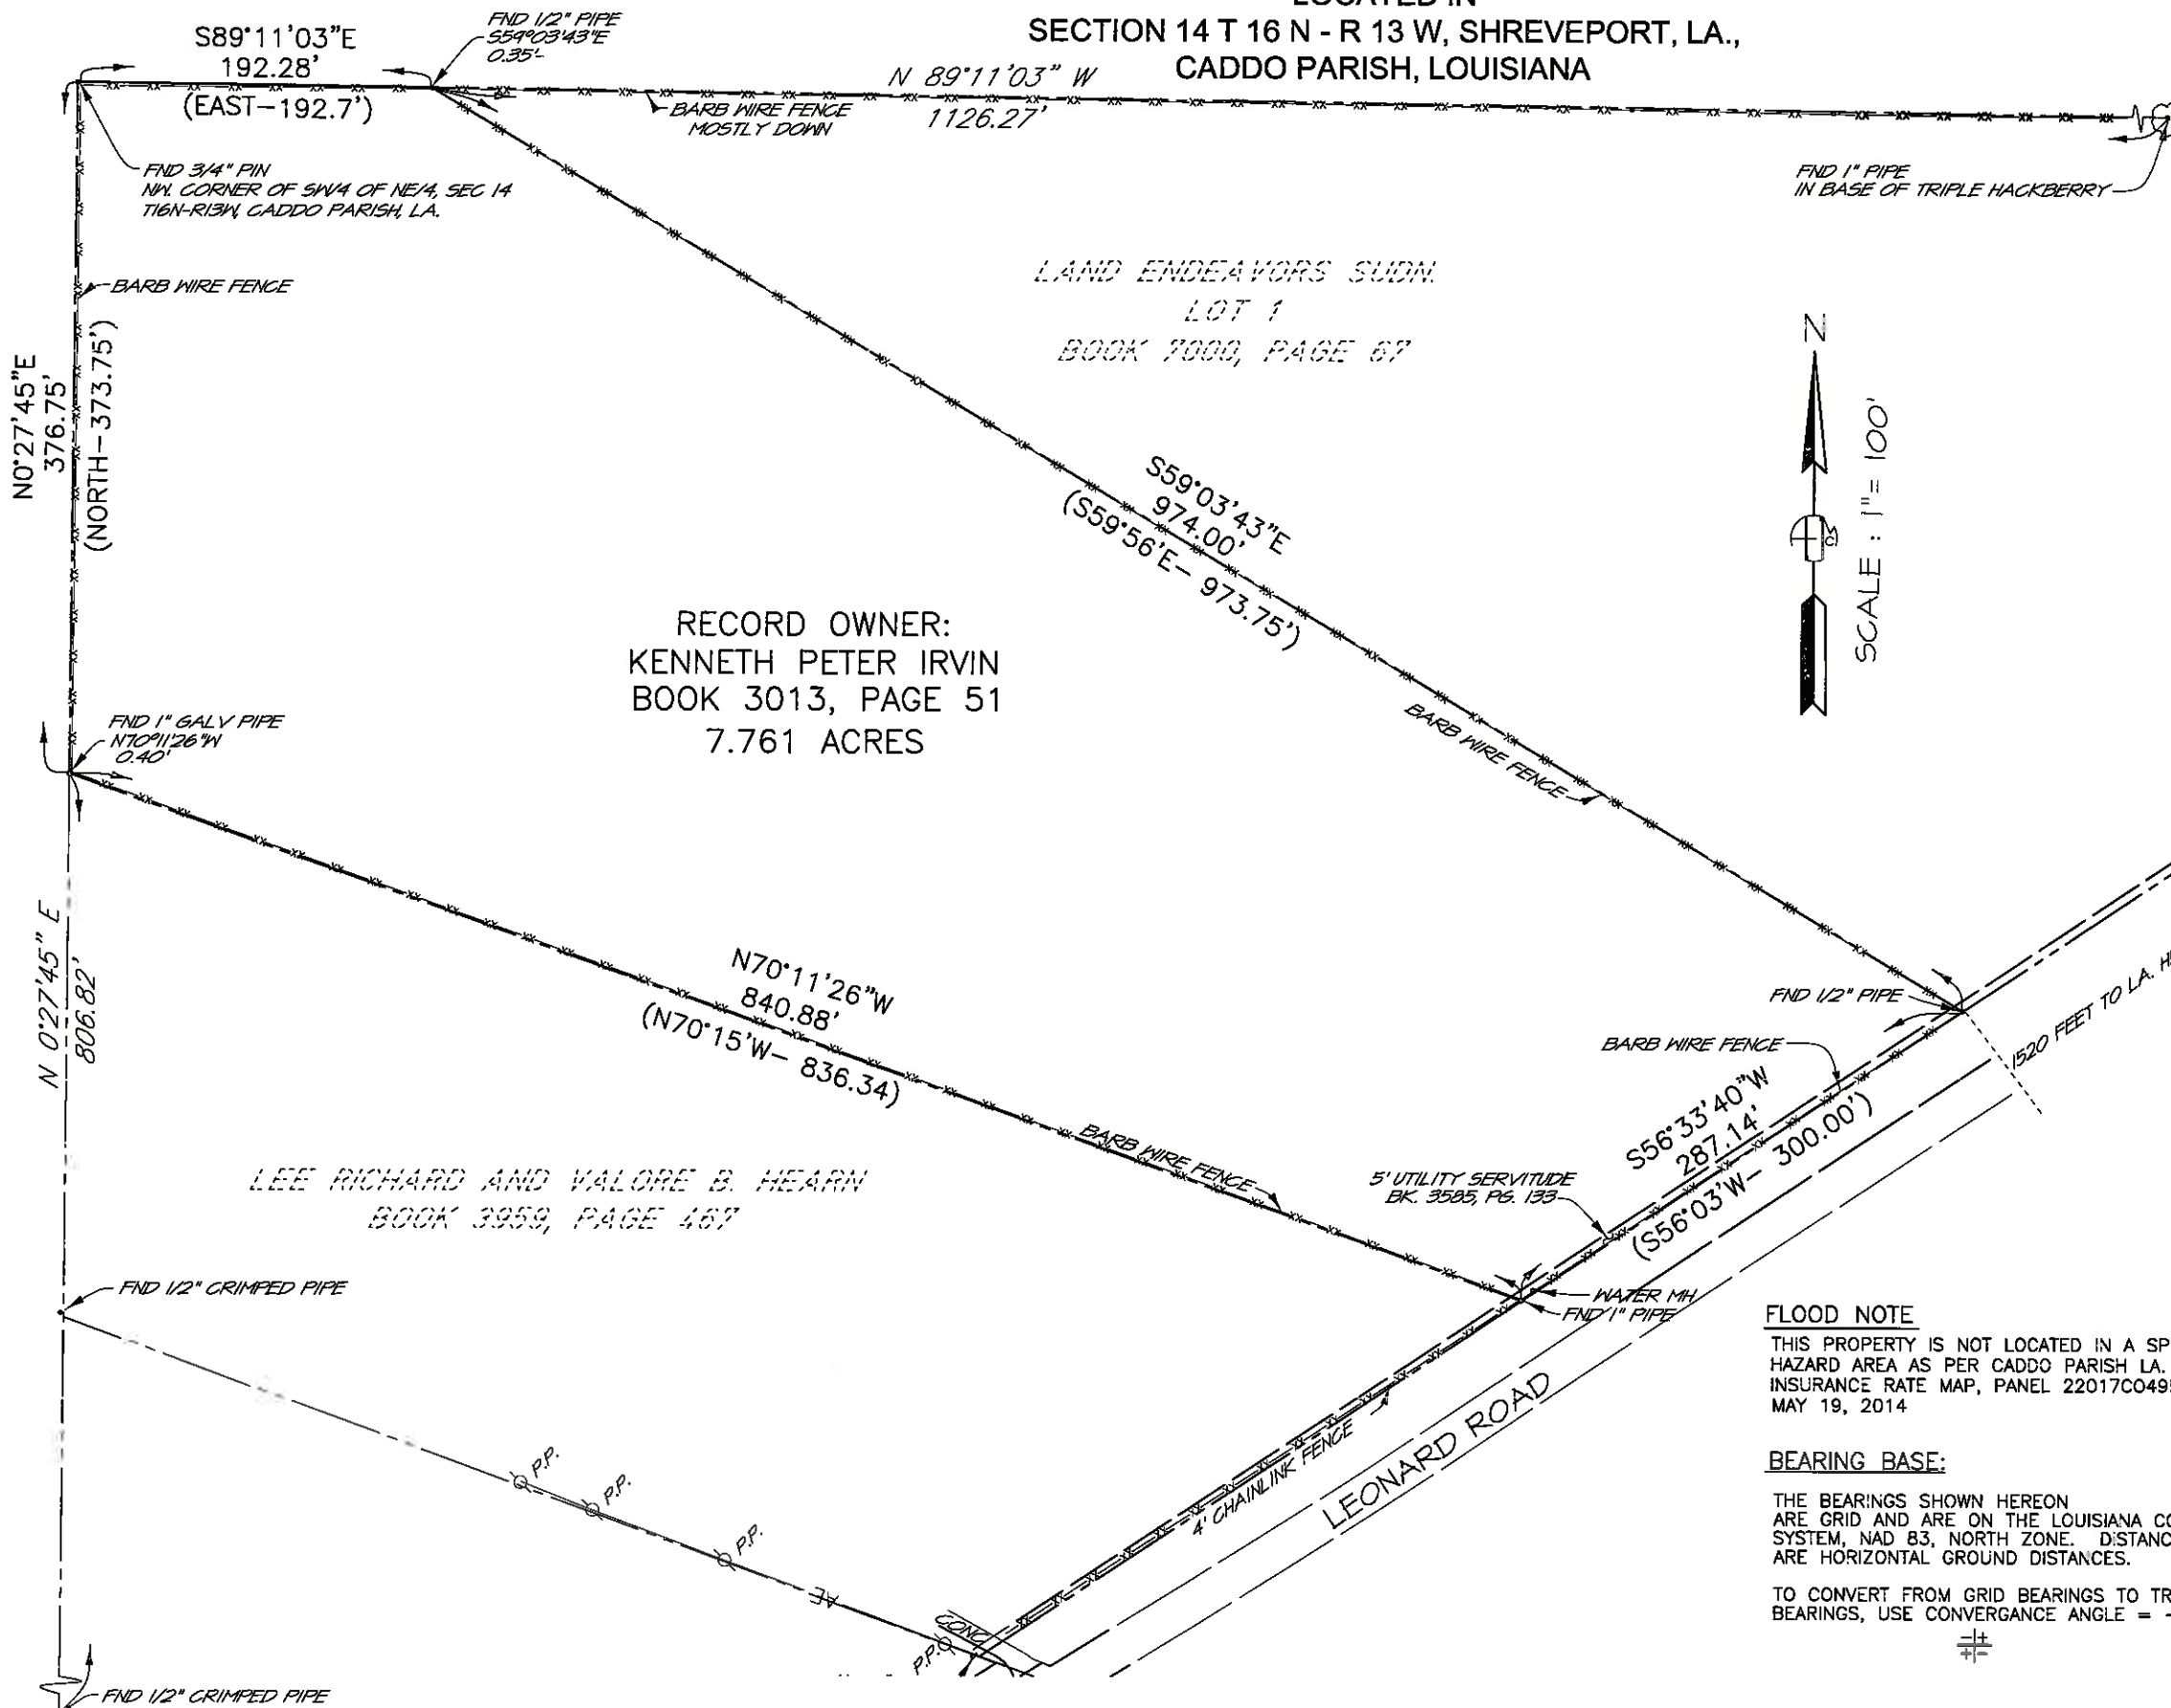 LOCATED IN
SECTION 14 T 16 N - R 13 W, SHREVEPORT, LA.,
CADDO PARISH, LOUISIANA
S89°11'03"E
192.28'
(EAST-192.7')
FND 1/2" PIPE
S59°03'43"E
0.35'
N 89°11'03" W
1126.27'
BARB WIRE FENCE
MOSTLY DOWN
FND 3/4" PIN
NW. CORNER OF SW/4 OF NE/4, SEC 14
T16N-R13W, CADDO PARISH, LA.
FND 1" PIPE
IN BASE OF TRIPLE HACKBERRY
BARB WIRE FENCE
LAND ENDEAVORS SUDN.
LOT 1
BOOK 7000, PAGE 67
N0°27'45"E
376.75'
(NORTH-373.75')
N
SCALE : 1"= 100'
S59°03'43"E
974.00'
(S59°56'E- 973.75')
RECORD OWNER:
KENNETH PETER IRVIN
BOOK 3013, PAGE 51
7.761 ACRES
FND 1" GALV PIPE
N70°11'26"W
0.40'
BARB WIRE FENCE
N 0°27'45" E
806.82'
N70°11'26"W
840.88'
(N70°15'W- 836.34)
FND 1/2" PIPE
1520 FEET TO LA. H
BARB WIRE FENCE
S56°33'40"W
287.14'
(S56°03'W- 300.00')
BARB WIRE FENCE
5' UTILITY SERVITUDE
BK. 3585, PG. 133
LEE RICHARD AND VALORE B. HEARN
BOOK 3959, PAGE 467
FND 1/2" CRIMPED PIPE
WATER MH
FND 1" PIPE
FLOOD NOTE
THIS PROPERTY IS NOT LOCATED IN A SP
HAZARD AREA AS PER CADDO PARISH LA.
INSURANCE RATE MAP, PANEL 22017C049
MAY 19, 2014
4' CHAINLINK FENCE
LEONARD ROAD
BEARING BASE:
THE BEARINGS SHOWN HEREON
ARE GRID AND ARE ON THE LOUISIANA CO
SYSTEM, NAD 83, NORTH ZONE. DISTANC
ARE HORIZONTAL GROUND DISTANCES.
TO CONVERT FROM GRID BEARINGS TO TR
BEARINGS, USE CONVERGANCE ANGLE = -
P.P.
P.P.
P.P.
AE
CONC
P.P.
FND 1/2" CRIMPED PIPE